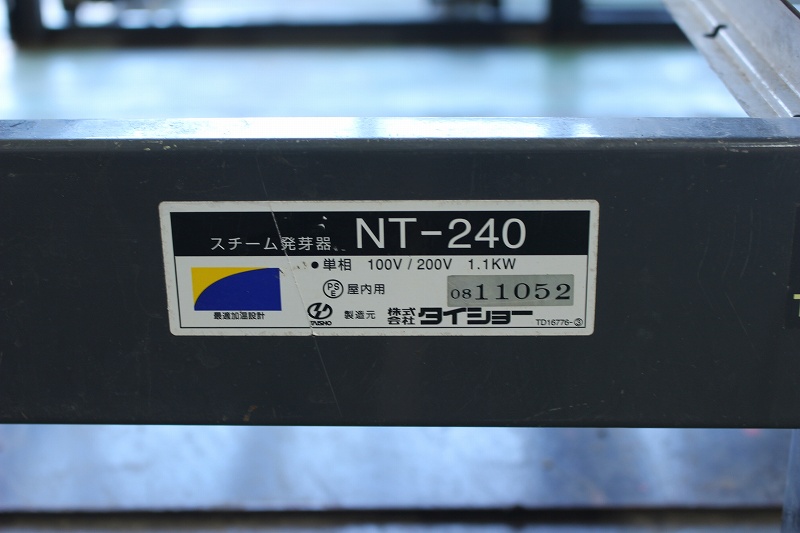 スチーム発芽器 NT-240
●単相 100V/200V 1.1KW
PSE 屋内用 0811052
最適加温設計
TAISHO 製造元 株式会社タイショー TD16776-③